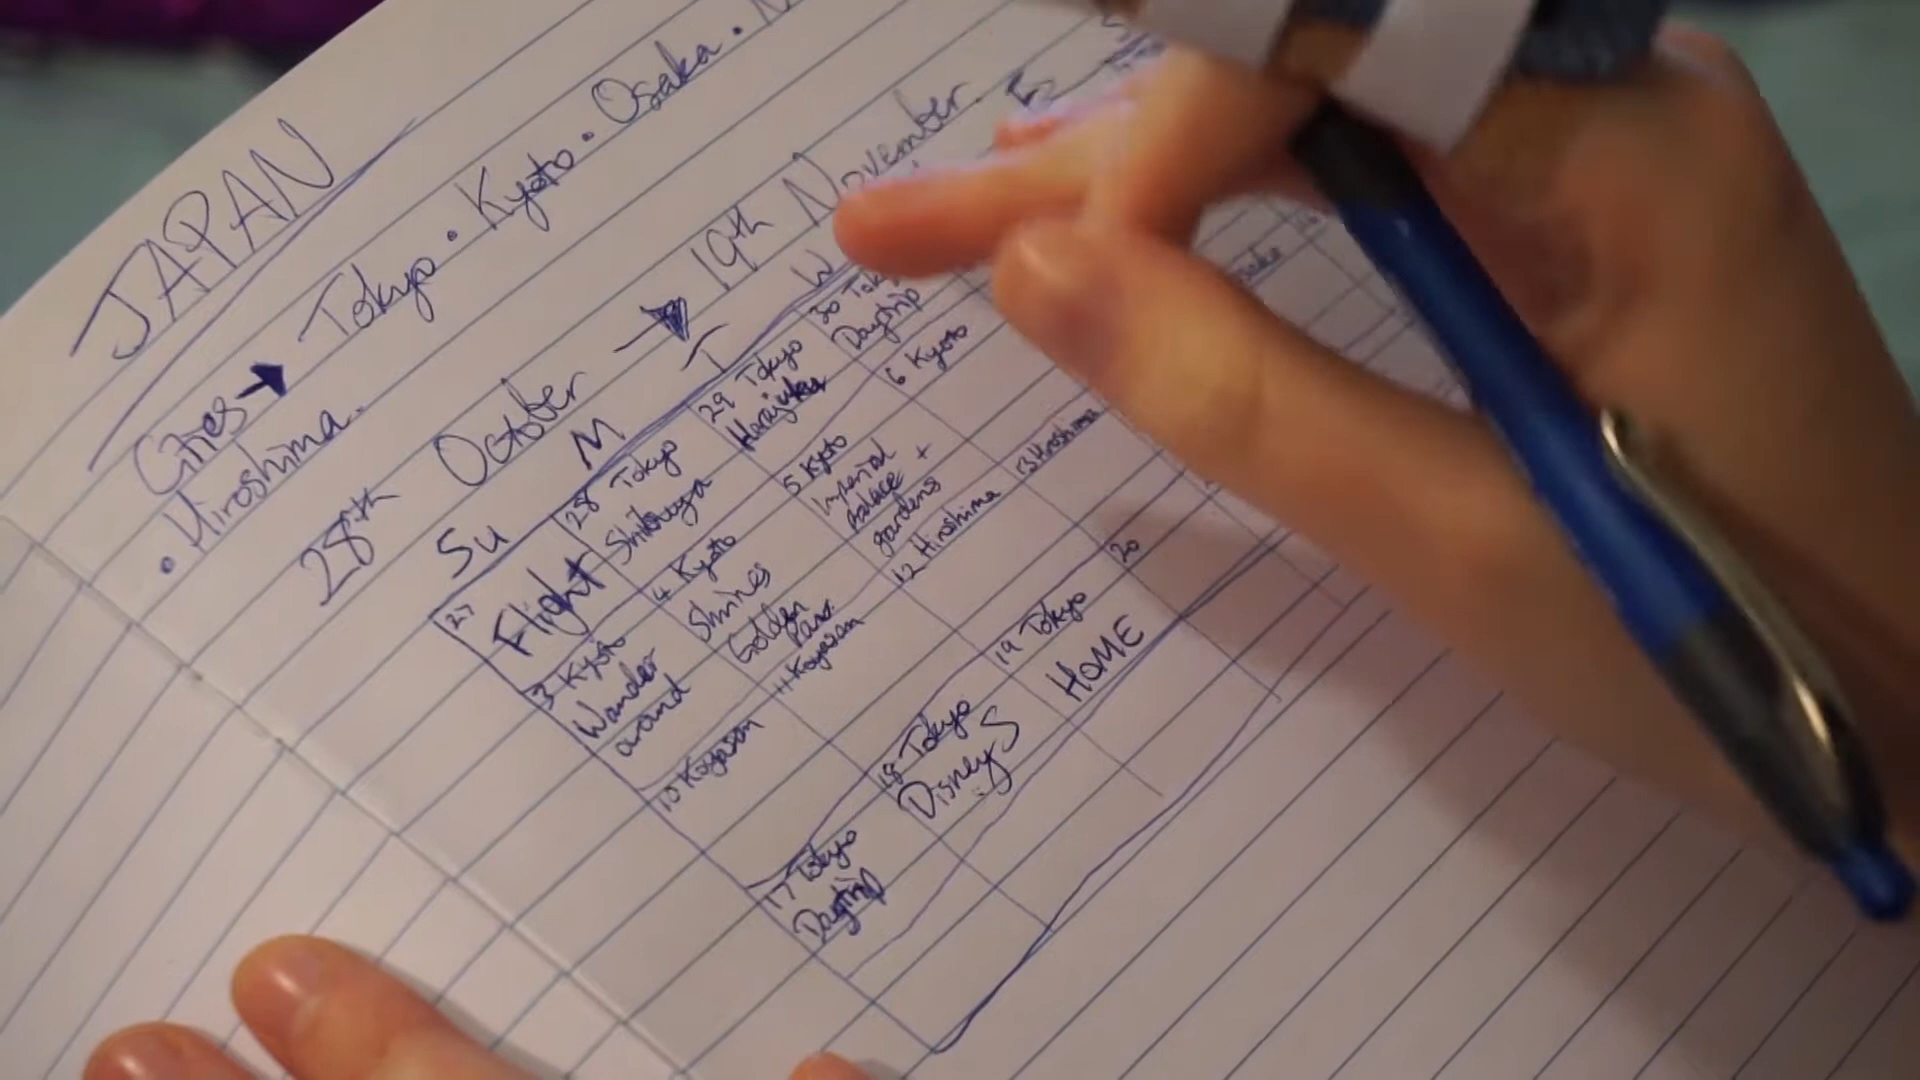 JAPAN
Cities → Tokyo • Kyoto • Osaka •
• Hiroshima.
28th October → 19th November
Su M T W
27 Flight
28 Tokyo Shibuya
29 Tokyo Harajuku
30 Daytrip
3 Kyoto Wander around
4 Kyoto Shrines Golden
5 Kyoto Imperial palace + gardens
6 Kyoto
10 Koyasan
11 Koyasan
12 Hiroshima
13 Hiroshima
17 Tokyo Daytrip
18 Tokyo DisneyS
19 Tokyo HOME
20